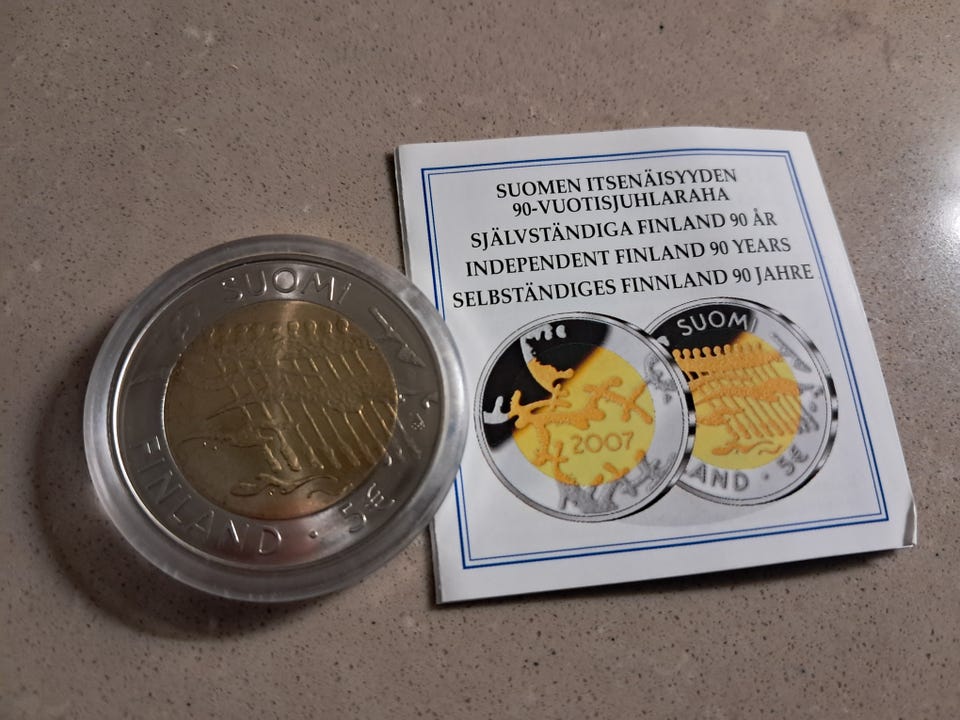 SUOMI
FINLAND · 5€
SUOMEN ITSENÄISYYDEN
90-VUOTISJUHLARAHA
SJÄLVSTÄNDIGA FINLAND 90 ÅR
INDEPENDENT FINLAND 90 YEARS
SELBSTÄNDIGES FINNLAND 90 JAHRE
2007
SUOMI
LAND · 5€